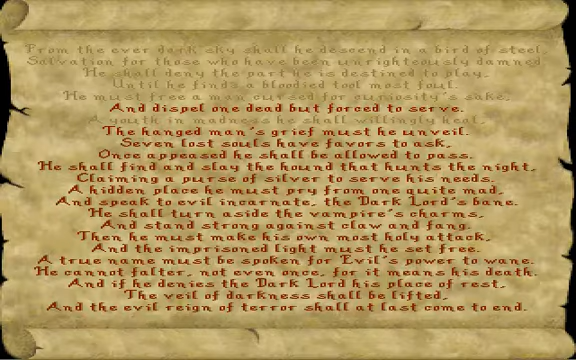 From the ever dark sky shall he descend in a bird of steel,
Salvation for those who have been unrighteously damned.
He shall deny the part he is destined to play,
Until he finds a bloodied tool most foul.
He must free a man cursed for curiosity's sake,
And dispel one dead but forced to serve.
A youth in madness he shall willingly heal,
The hanged man's grief must he unveil.
Seven lost souls have favors to ask,
Once appeased he shall be allowed to pass.
He shall find and slay the hound that hunts the night,
Claiming a purse of silver to serve his needs.
A hidden place he must pry from one quite mad,
And speak to evil incarnate, the Dark Lord's bane.
He shall turn aside the vampire's charms,
And stand strong against claw and fang.
Then he must make his own most holy attack,
And the imprisoned light must he set free.
A true name must be spoken for Evil's power to wane.
He cannot falter, not even once, for it means his death.
And if he denies the Dark Lord his place of rest,
The veil of darkness shall be lifted,
And the evil reign of terror shall at last come to end.